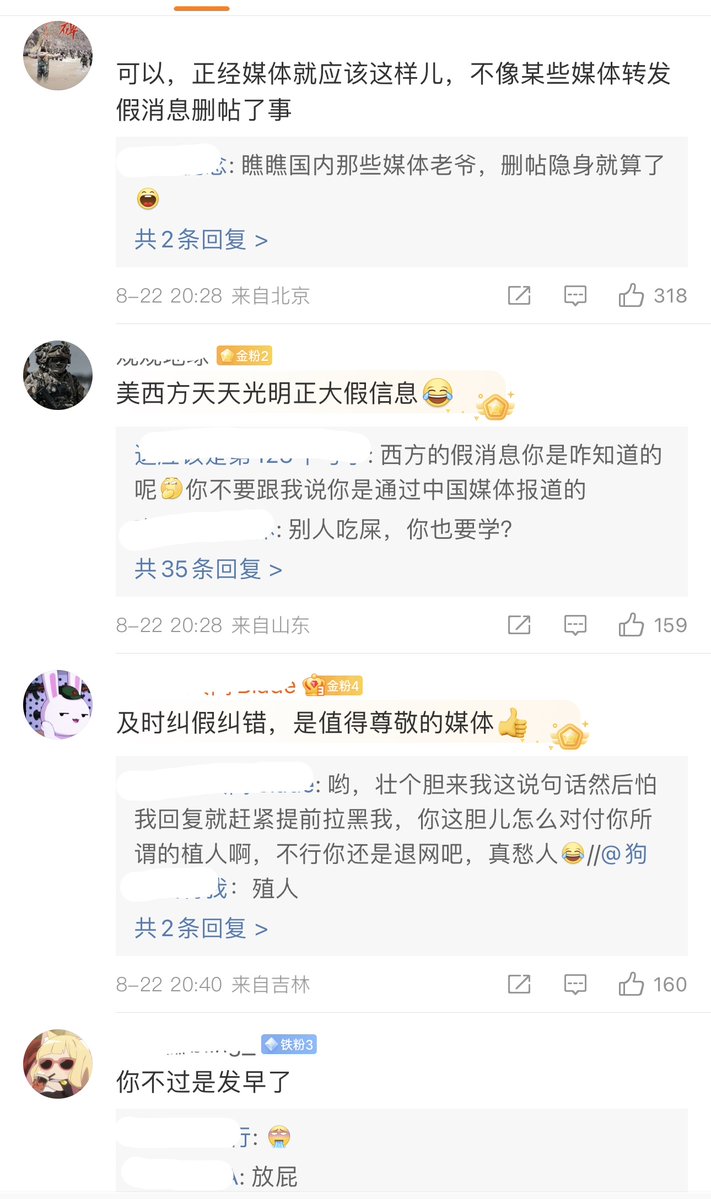 可以，正经媒体就应该这样儿，不像某些媒体转发
假消息删帖了事
: 瞧瞧国内那些媒体老爷，删帖隐身就算了
共2条回复 >
8-22 20:28 来自北京
318
金粉2
美西方天天光明正大假信息
: 西方的假消息你是咋知道的
呢你不要跟我说你是通过中国媒体报道的
: 别人吃屎，你也要学?
共35条回复 >
8-22 20:28 来自山东
159
金粉4
及时纠假纠错，是值得尊敬的媒体
: 哟，壮个胆来我这说句话然后怕
我回复就赶紧提前拉黑我，你这胆儿怎么对付你所
谓的植人啊，不行你还是退网吧，真愁人//@狗
我：殖人
共2条回复 >
8-22 20:40 来自吉林
160
铁粉3
你不过是发早了
行:
: 放屁